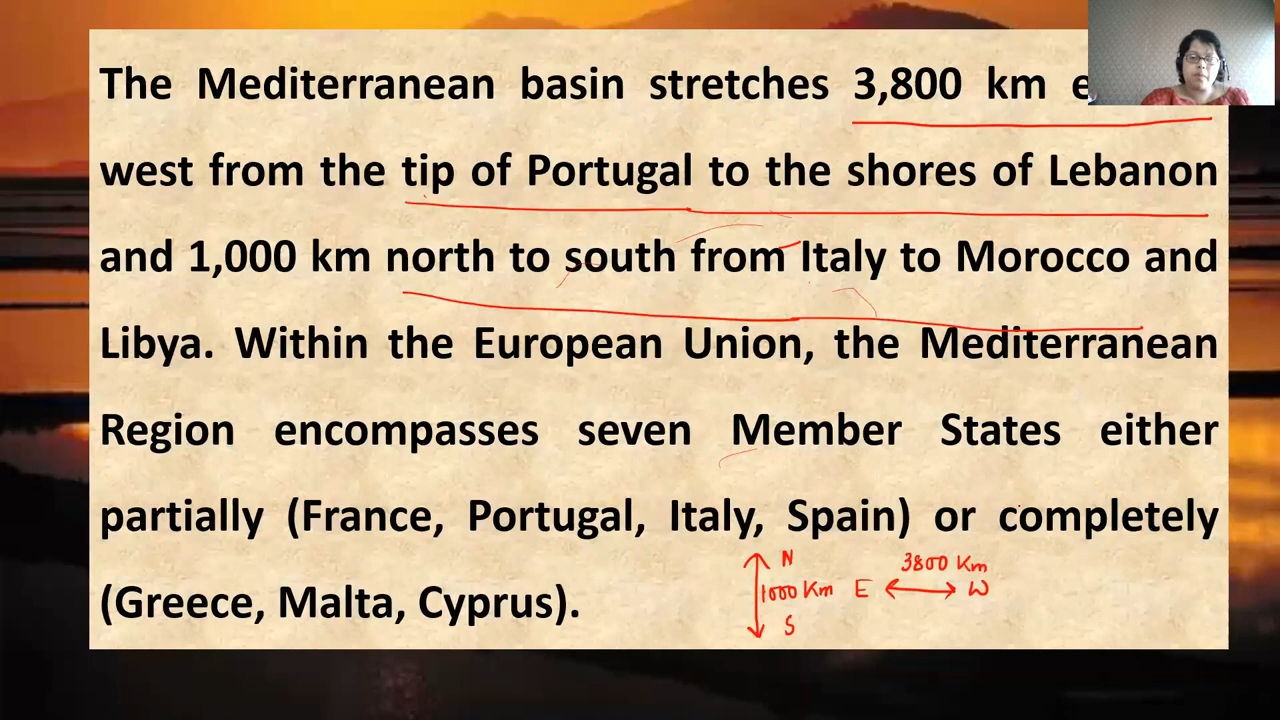 The Mediterranean basin stretches 3,800 km
west from the tip of Portugal to the shores of Lebanon
and 1,000 km north to south from Italy to Morocco and
Libya. Within the European Union, the Mediterranean
Region encompasses seven Member States either
partially (France, Portugal, Italy, Spain) or completely
(Greece, Malta, Cyprus).
N
1000 Km
S
3800 Km
E W